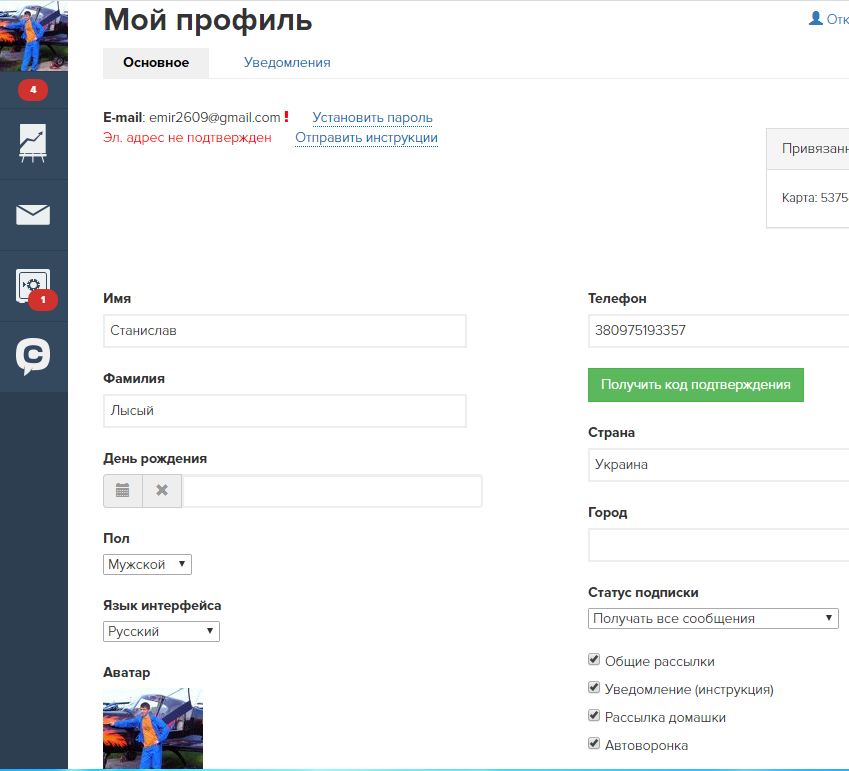 Мой профиль
Отк
Основное
Уведомления
4
E-mail: emir2609@gmail.com ! Установить пароль
Эл. адрес не подтвержден Отправить инструкции
Привязанн
Карта: 5375
1
C
Имя
Станислав
Фамилия
Лысый
День рождения
Пол
Мужской
Язык интерфейса
Русский
Аватар
Телефон
380975193357
Получить код подтверждения
Страна
Украина
Город
Статус подписки
Получать все сообщения
Общие рассылки
Уведомление (инструкция)
Рассылка домашки
Автоворонка